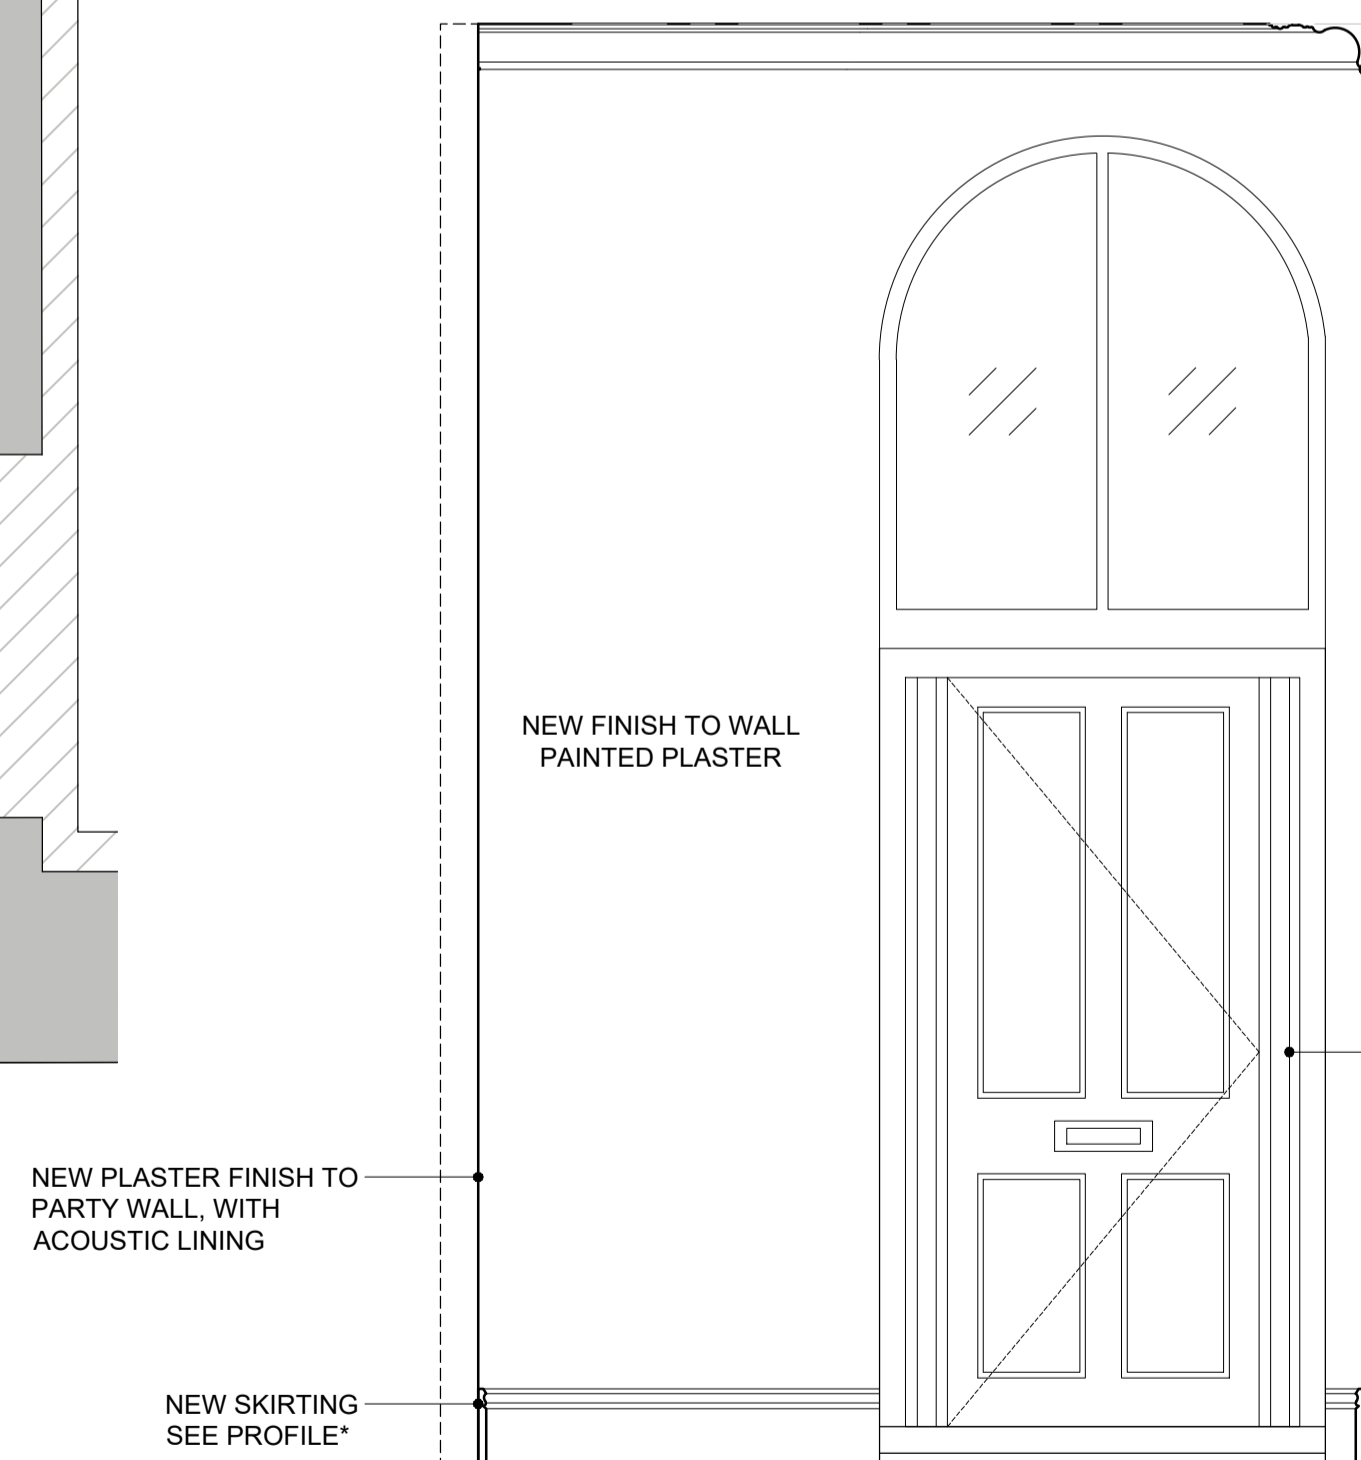 NEW FINISH TO WALL
PAINTED PLASTER
NEW PLASTER FINISH TO
PARTY WALL, WITH
ACOUSTIC LINING
NEW SKIRTING
SEE PROFILE*